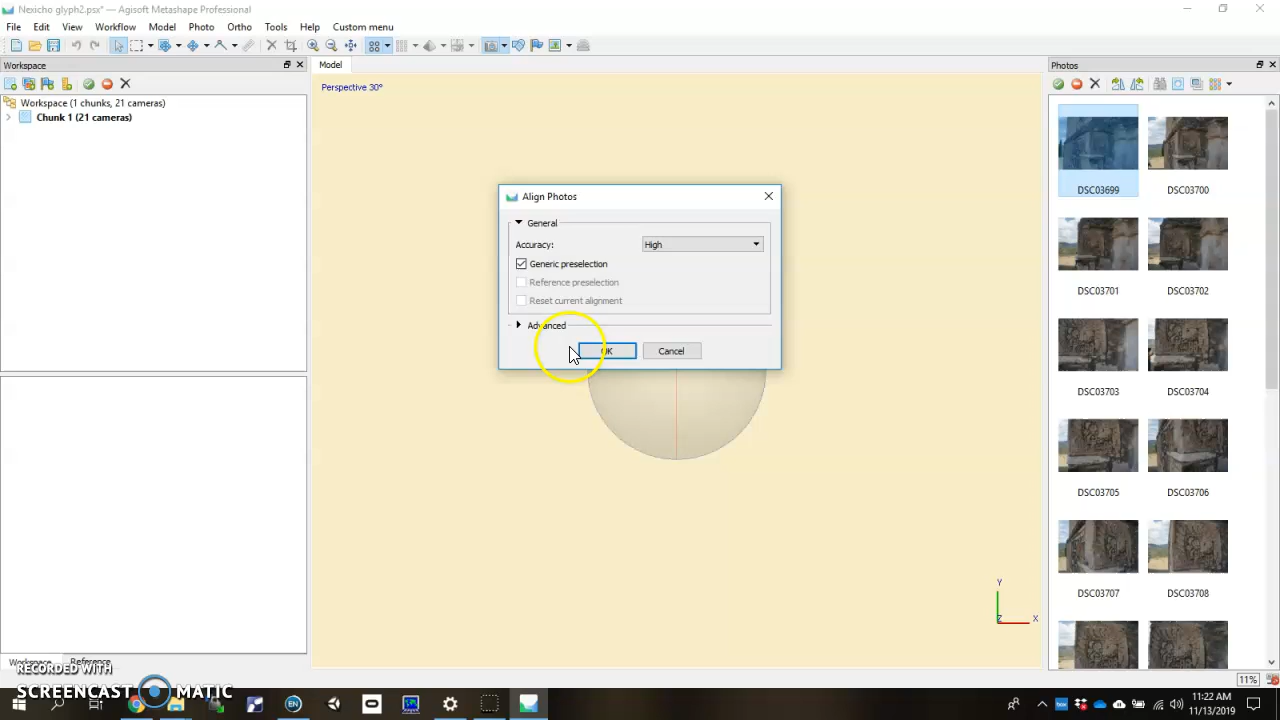 Nexicho glyph2.psx* — Agisoft Metashape Professional
File Edit View Workflow Model Photo Ortho Tools Help Custom menu
Workspace
Model
Photos
Perspective 30°
Workspace (1 chunks, 21 cameras)
Chunk 1 (21 cameras)
Align Photos
General
Accuracy: High
Generic preselection
Reference preselection
Reset current alignment
Advanced
OK Cancel
DSC03699 DSC03700
DSC03701 DSC03702
DSC03703 DSC03704
DSC03705 DSC03706
DSC03707 DSC03708
Y
Z X
Workspace Reference
11%
RECORDED WITH
SCREENCAST MATIC
11:22 AM
11/13/2019